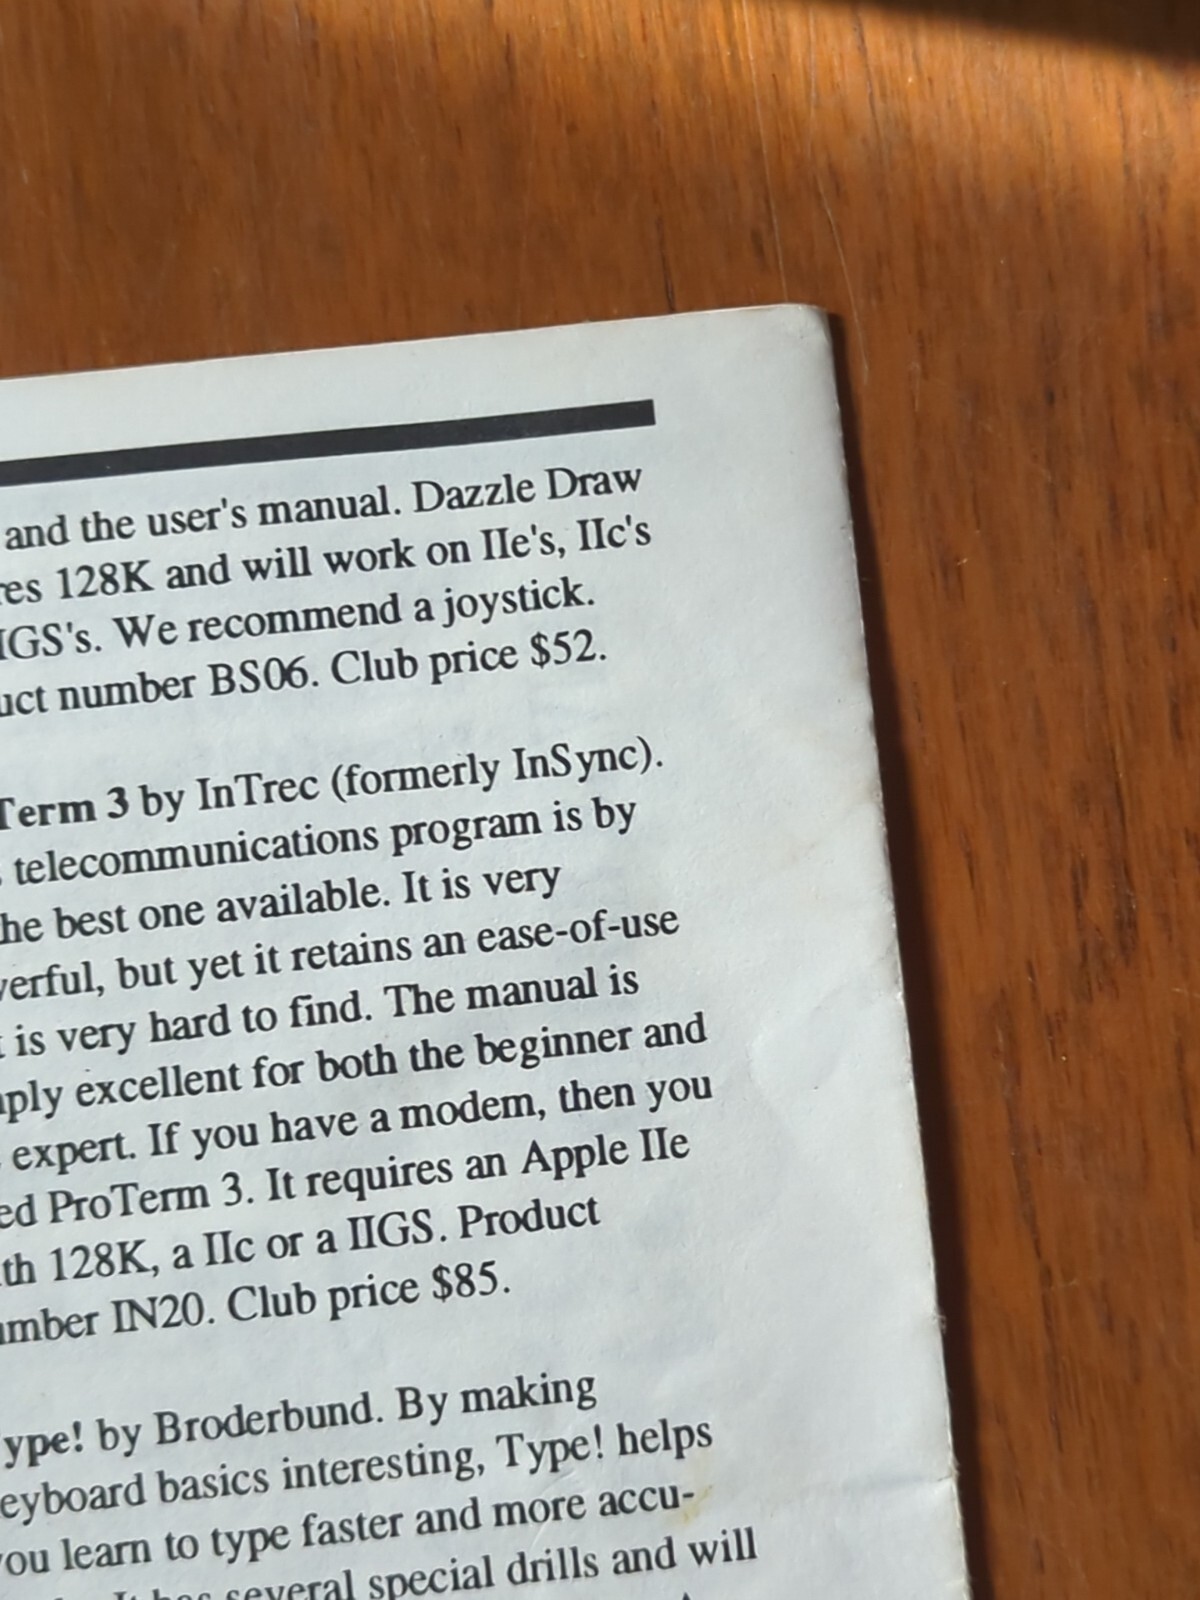 and the user's manual. Dazzle Draw
res 128K and will work on IIe's, IIc's
IGS's. We recommend a joystick.
uct number BS06. Club price $52.
Term 3 by InTrec (formerly InSync).
telecommunications program is by
he best one available. It is very
verful, but yet it retains an ease-of-use
t is very hard to find. The manual is
ply excellent for both the beginner and
expert. If you have a modem, then you
ed ProTerm 3. It requires an Apple IIe
th 128K, a IIc or a IIGS. Product
umber IN20. Club price $85.
ype! by Broderbund. By making
eyboard basics interesting, Type! helps
you learn to type faster and more accu-
It has several special drills and will